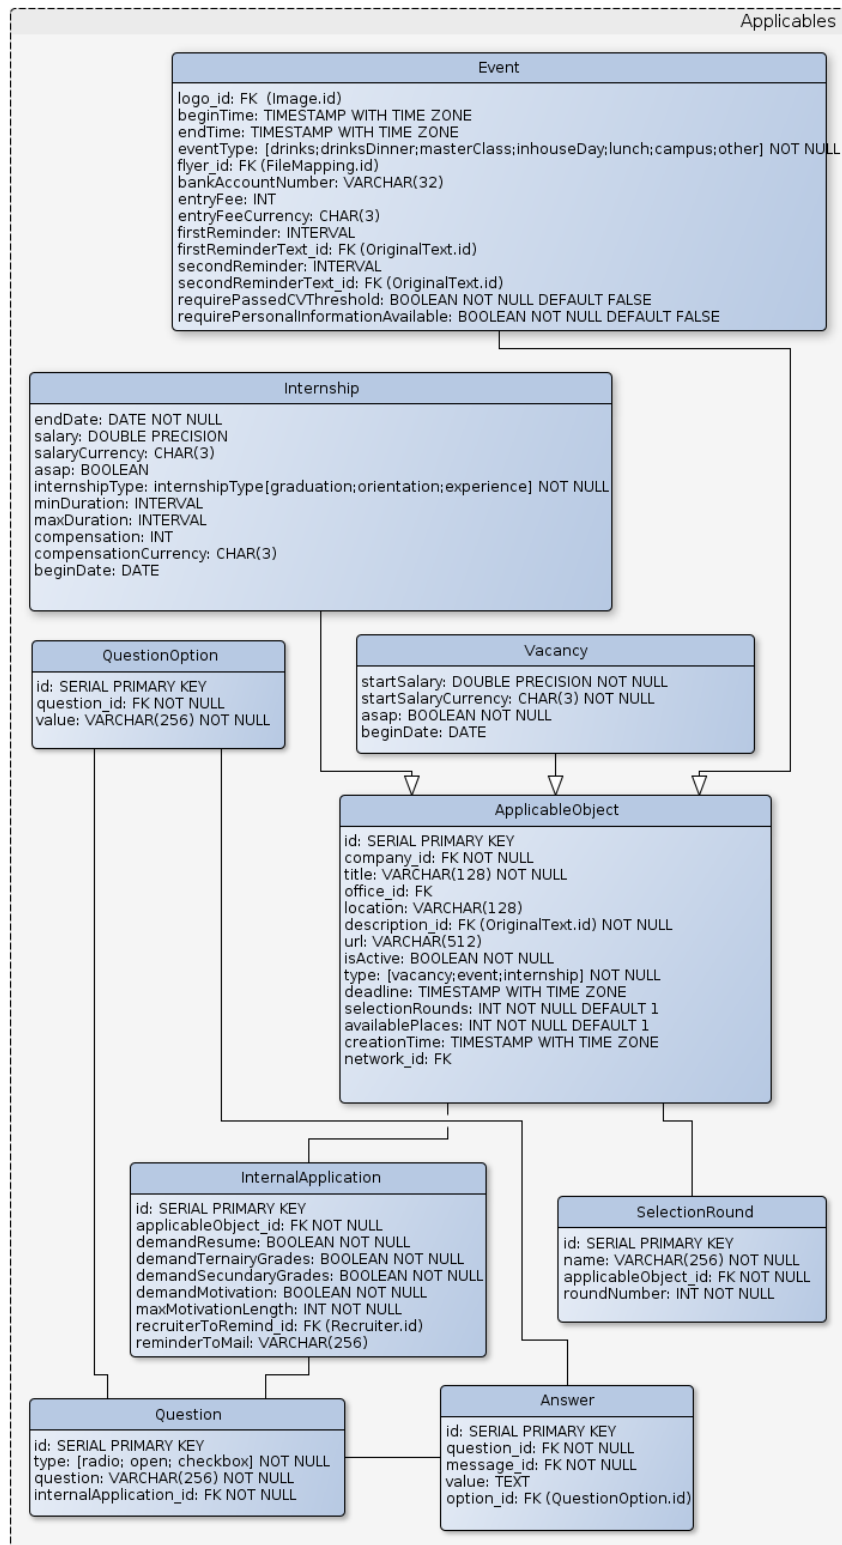 Applicables
Event
logo_id: FK  (Image.id)
beginTime: TIMESTAMP WITH TIME ZONE
endTime: TIMESTAMP WITH TIME ZONE
eventType: [drinks;drinksDinner;masterClass;inhouseDay;lunch;campus;other] NOT NULL
flyer_id: FK (FileMapping.id)
bankAccountNumber: VARCHAR(32)
entryFee: INT
entryFeeCurrency: CHAR(3)
firstReminder: INTERVAL
firstReminderText_id: FK (OriginalText.id)
secondReminder: INTERVAL
secondReminderText_id: FK (OriginalText.id)
requirePassedCVThreshold: BOOLEAN NOT NULL DEFAULT FALSE
requirePersonalInformationAvailable: BOOLEAN NOT NULL DEFAULT FALSE
Internship
endDate: DATE NOT NULL
salary: DOUBLE PRECISION
salaryCurrency: CHAR(3)
asap: BOOLEAN
internshipType: internshipType[graduation;orientation;experience] NOT NULL
minDuration: INTERVAL
maxDuration: INTERVAL
compensation: INT
compensationCurrency: CHAR(3)
beginDate: DATE
QuestionOption
id: SERIAL PRIMARY KEY
question_id: FK NOT NULL
value: VARCHAR(256) NOT NULL
Vacancy
startSalary: DOUBLE PRECISION NOT NULL
startSalaryCurrency: CHAR(3) NOT NULL
asap: BOOLEAN NOT NULL
beginDate: DATE
ApplicableObject
id: SERIAL PRIMARY KEY
company_id: FK NOT NULL
title: VARCHAR(128) NOT NULL
office_id: FK
location: VARCHAR(128)
description_id: FK (OriginalText.id) NOT NULL
url: VARCHAR(512)
isActive: BOOLEAN NOT NULL
type: [vacancy;event;internship] NOT NULL
deadline: TIMESTAMP WITH TIME ZONE
selectionRounds: INT NOT NULL DEFAULT 1
availablePlaces: INT NOT NULL DEFAULT 1
creationTime: TIMESTAMP WITH TIME ZONE
network_id: FK
InternalApplication
id: SERIAL PRIMARY KEY
applicableObject_id: FK NOT NULL
demandResume: BOOLEAN NOT NULL
demandTernairyGrades: BOOLEAN NOT NULL
demandSecundaryGrades: BOOLEAN NOT NULL
demandMotivation: BOOLEAN NOT NULL
maxMotivationLength: INT NOT NULL
recruiterToRemind_id: FK (Recruiter.id)
reminderToMail: VARCHAR(256)
SelectionRound
id: SERIAL PRIMARY KEY
name: VARCHAR(256) NOT NULL
applicableObject_id: FK NOT NULL
roundNumber: INT NOT NULL
Question
id: SERIAL PRIMARY KEY
type: [radio; open; checkbox] NOT NULL
question: VARCHAR(256) NOT NULL
internalApplication_id: FK NOT NULL
Answer
id: SERIAL PRIMARY KEY
question_id: FK NOT NULL
message_id: FK NOT NULL
value: TEXT
option_id: FK (QuestionOption.id)